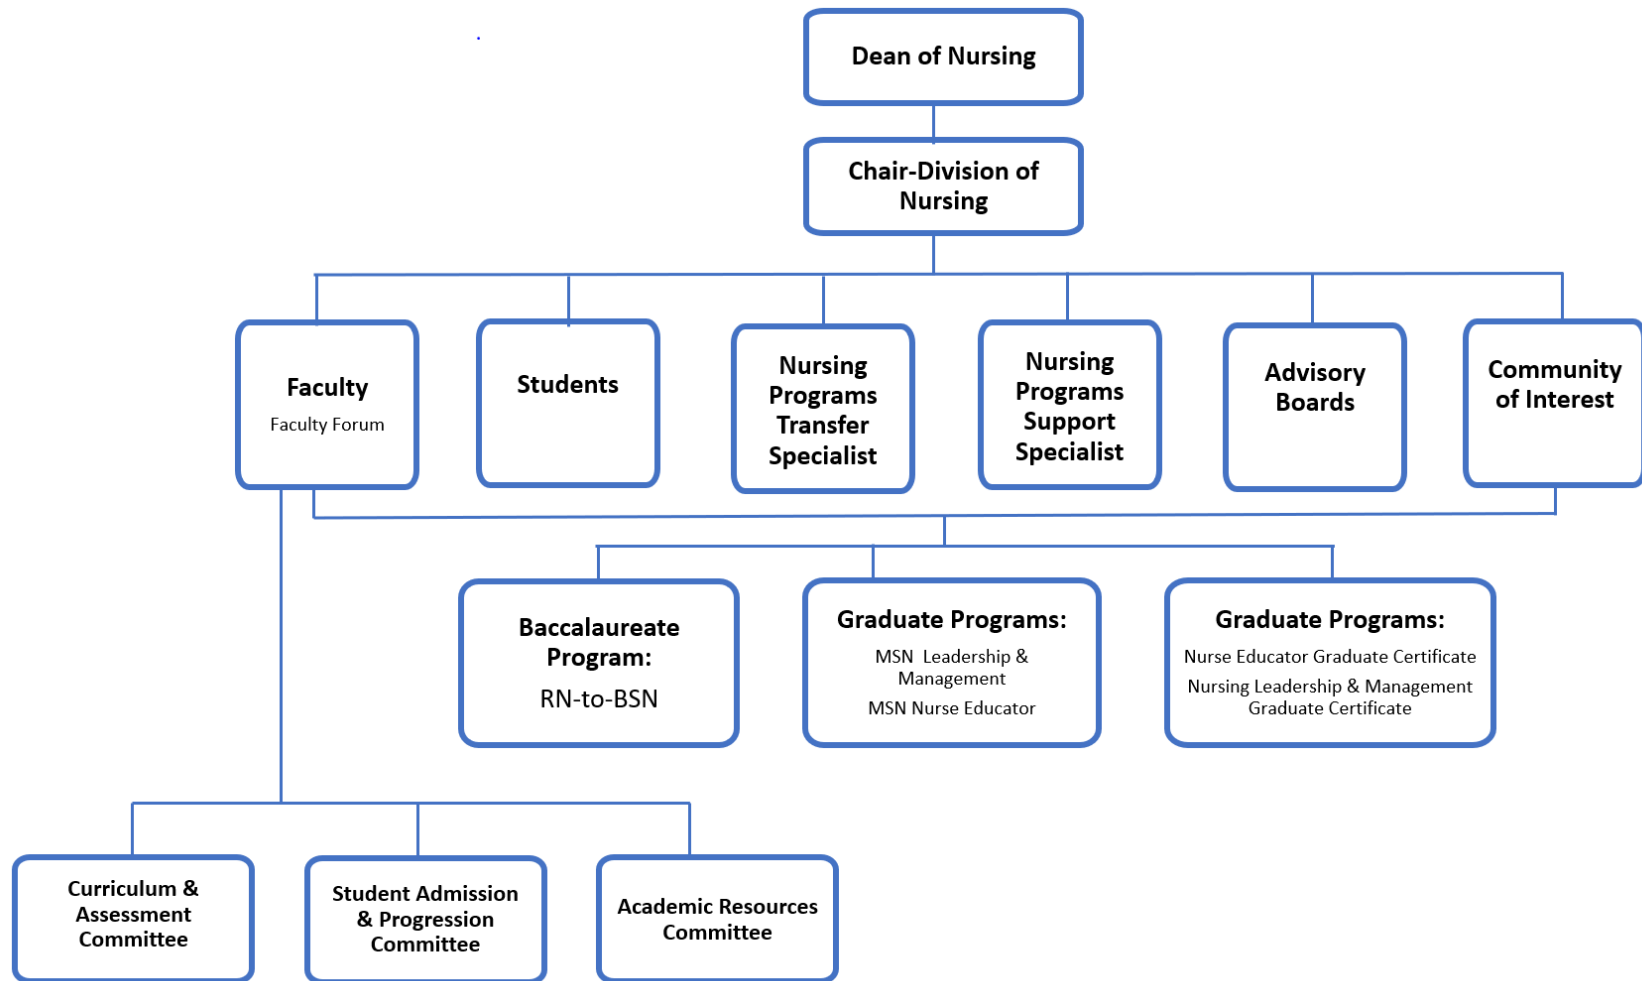 Dean of Nursing
Chair-Division of
Nursing
Faculty
Faculty Forum
Students
Nursing
Programs
Transfer
Specialist
Nursing
Programs
Support
Specialist
Advisory
Boards
Community
of Interest
Baccalaureate
Program:
RN-to-BSN
Graduate Programs:
MSN Leadership &
Management
MSN Nurse Educator
Graduate Programs:
Nurse Educator Graduate Certificate
Nursing Leadership & Management
Graduate Certificate
Curriculum &
Assessment
Committee
Student Admission
& Progression
Committee
Academic Resources
Committee